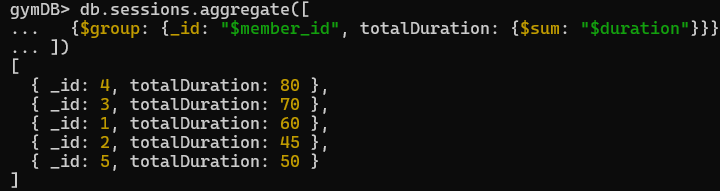 gymDB> db.sessions.aggregate([
...   {$group: {_id: "$member_id", totalDuration: {$sum: "$duration"}}}
... ])
[
  { _id: 4, totalDuration: 80 },
  { _id: 3, totalDuration: 70 },
  { _id: 1, totalDuration: 60 },
  { _id: 2, totalDuration: 45 },
  { _id: 5, totalDuration: 50 }
]